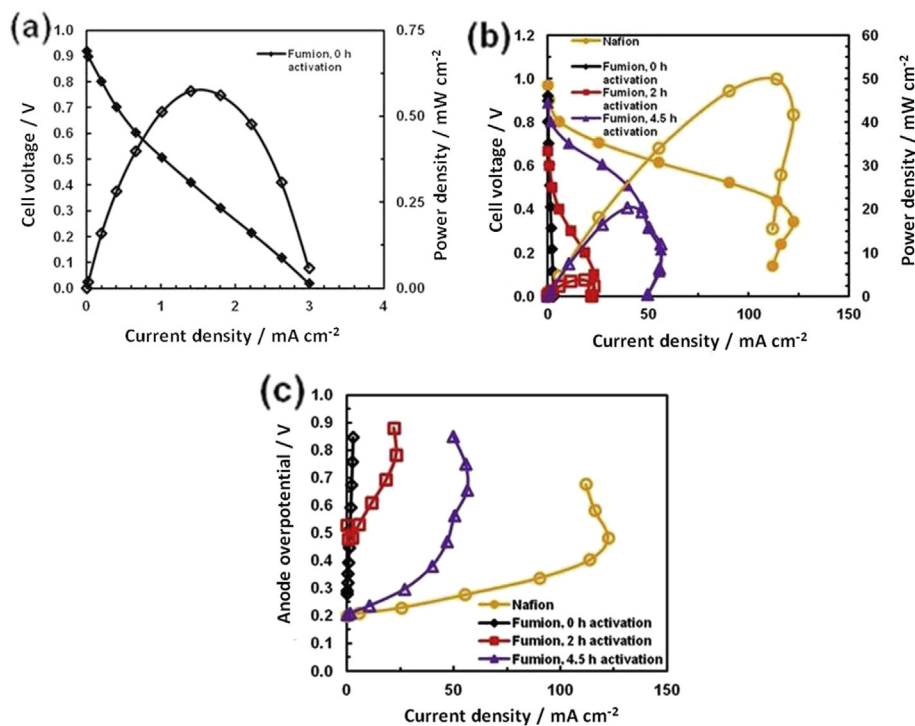 (a)
1.0
0.9
0.8
0.7
0.6
0.5
0.4
0.3
0.2
0.1
0.0
Cell voltage / V
Fumion, 0 h
activation
0.75
0.50
0.25
0.00
Power density / mW cm-2
0
1
2
3
4
Current density / mA cm-2
(b)
Nafion
Fumion, 0 h
activation
Fumion, 2 h
activation
Fumion, 4.5 h
activation
1.2
1.0
0.8
0.6
0.4
0.2
0.0
Cell voltage / V
60
50
40
30
20
10
0
Power density / mW cm-2
0
50
100
150
Current density / mA cm-2
(c)
1.0
0.9
0.8
0.7
0.6
0.5
0.4
0.3
0.2
0.1
0.0
Anode overpotential / V
Nafion
Fumion, 0 h activation
Fumion, 2 h activation
Fumion, 4.5 h activation
0
50
100
150
Current density / mA cm-2